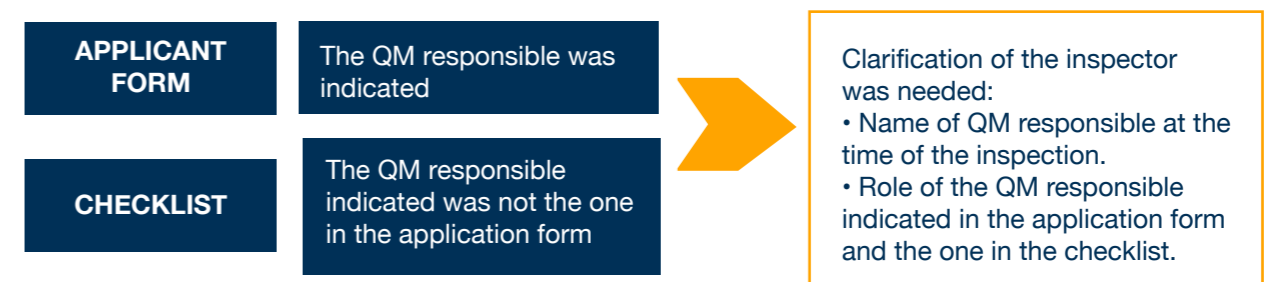 APPLICANT
FORM
The QM responsible was
indicated
CHECKLIST
The QM responsible
indicated was not the one
in the application form
Clarification of the inspector
was needed:
• Name of QM responsible at the
time of the inspection.
• Role of the QM responsible
indicated in the application form
and the one in the checklist.